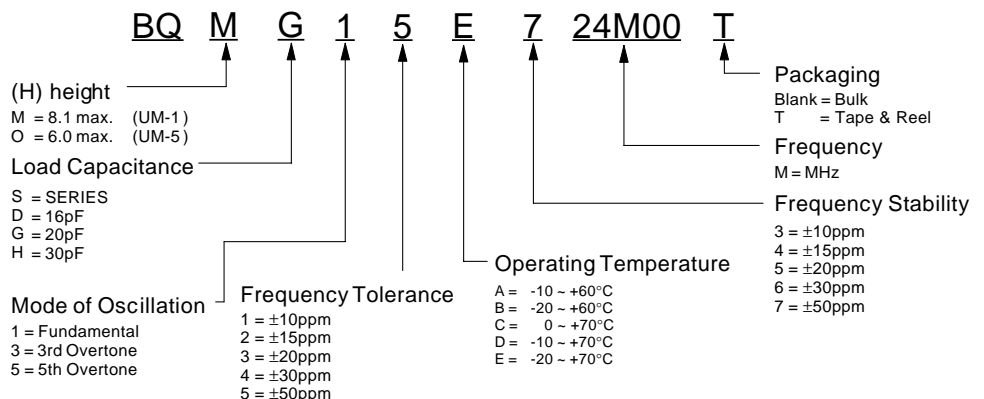 BQ M G 1 5 E 7 24M00 T
(H) height
M = 8.1 max. (UM-1)
O = 6.0 max. (UM-5)
Load Capacitance
S = SERIES
D = 16pF
G = 20pF
H = 30pF
Mode of Oscillation
1 = Fundamental
3 = 3rd Overtone
5 = 5th Overtone
Frequency Tolerance
1 = ±10ppm
2 = ±15ppm
3 = ±20ppm
4 = ±30ppm
5 = ±50ppm
Operating Temperature
A = -10 ~ +60°C
B = -20 ~ +60°C
C = 0 ~ +70°C
D = -10 ~ +70°C
E = -20 ~ +70°C
Packaging
Blank = Bulk
T = Tape & Reel
Frequency
M = MHz
Frequency Stability
3 = ±10ppm
4 = ±15ppm
5 = ±20ppm
6 = ±30ppm
7 = ±50ppm